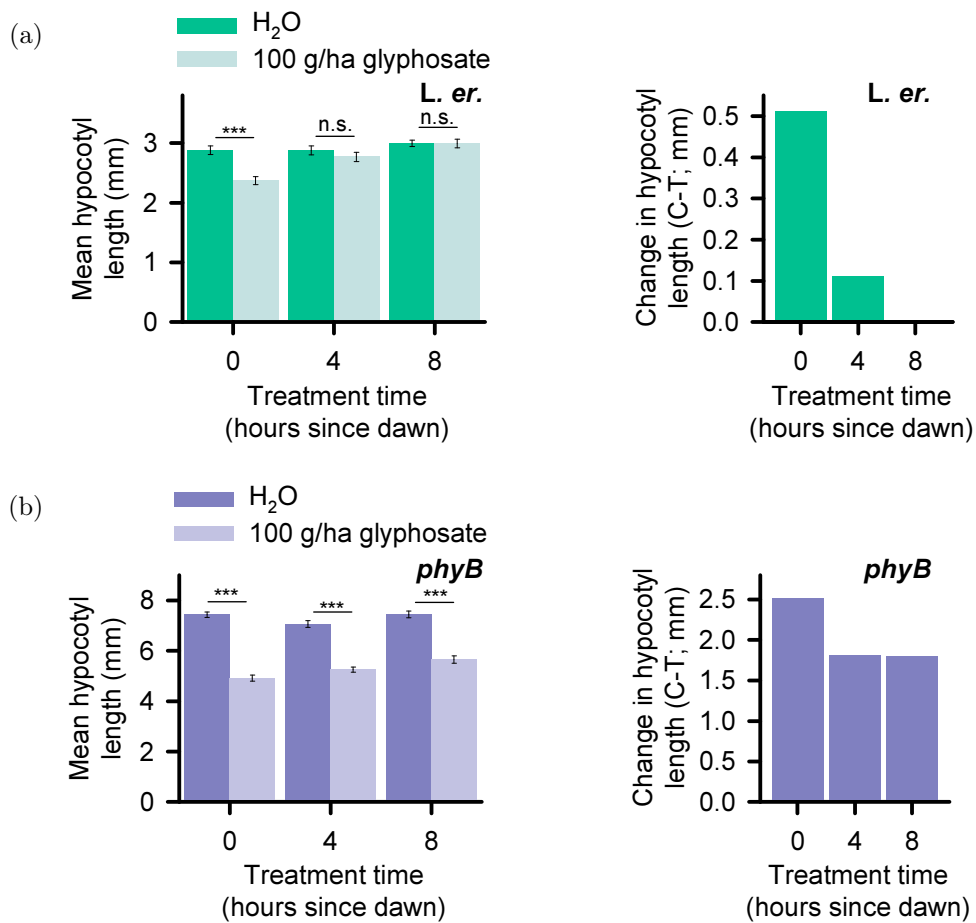 (a)
H₂O
100 g/ha glyphosate
L. er.
*** n.s. n.s.
3
2
1
0
Mean hypocotyl
length (mm)
0 4 8
Treatment time
(hours since dawn)
L. er.
0.5
0.4
0.3
0.2
0.1
0.0
Change in hypocotyl
length (C-T; mm)
0 4 8
Treatment time
(hours since dawn)
(b)
H₂O
100 g/ha glyphosate
phyB
*** *** ***
8
6
4
2
0
Mean hypocotyl
length (mm)
0 4 8
Treatment time
(hours since dawn)
phyB
2.5
2.0
1.5
1.0
0.5
0.0
Change in hypocotyl
length (C-T; mm)
0 4 8
Treatment time
(hours since dawn)